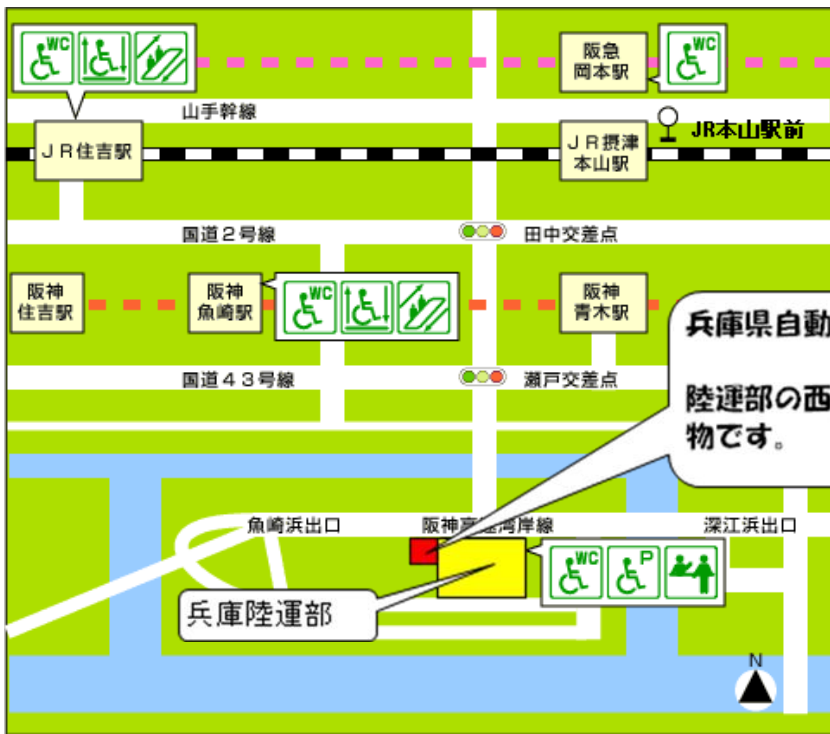 WC
阪急
岡本駅
WC
山手幹線
JR住吉駅
JR摂津
本山駅
JR本山駅前
国道2号線
田中交差点
阪神
住吉駅
阪神
魚崎駅
WC
阪神
青木駅
兵庫県自動
国道43号線
瀬戸交差点
陸運部の西
物です。
魚崎浜出口
阪神高速湾岸線
深江浜出口
WC
P
兵庫陸運部
N